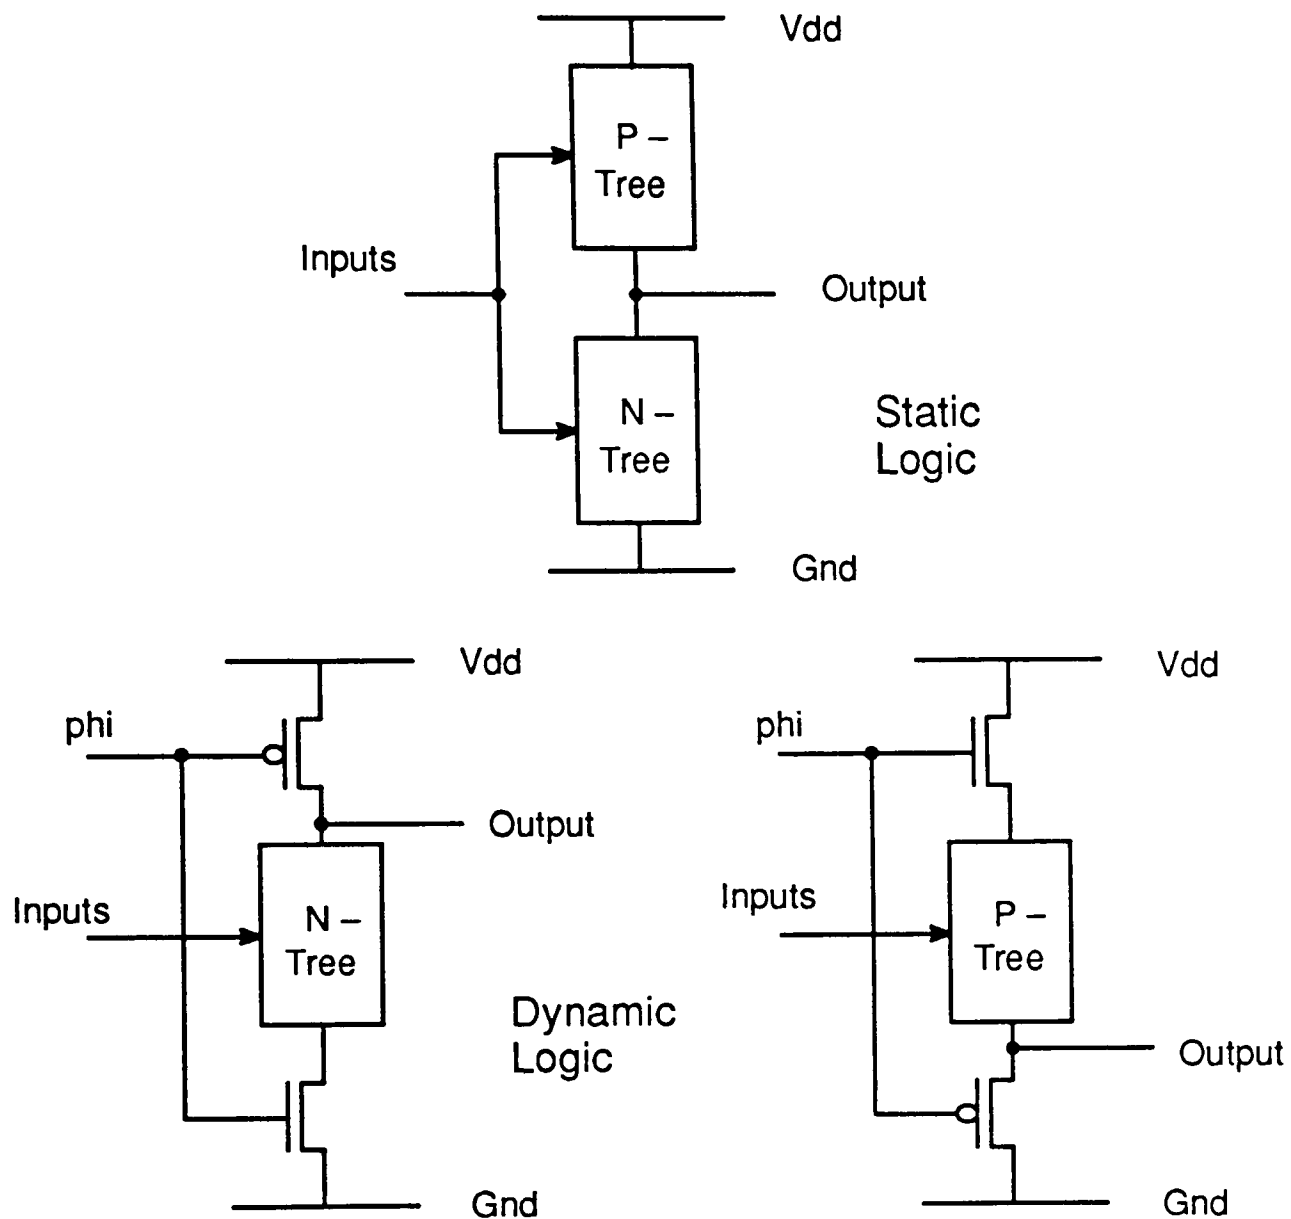 Vdd
P –
Tree
Inputs
Output
N –
Tree
Static
Logic
Gnd
Vdd
phi
Output
Inputs
N –
Tree
Dynamic
Logic
Gnd
Vdd
phi
Inputs
P –
Tree
Output
Gnd